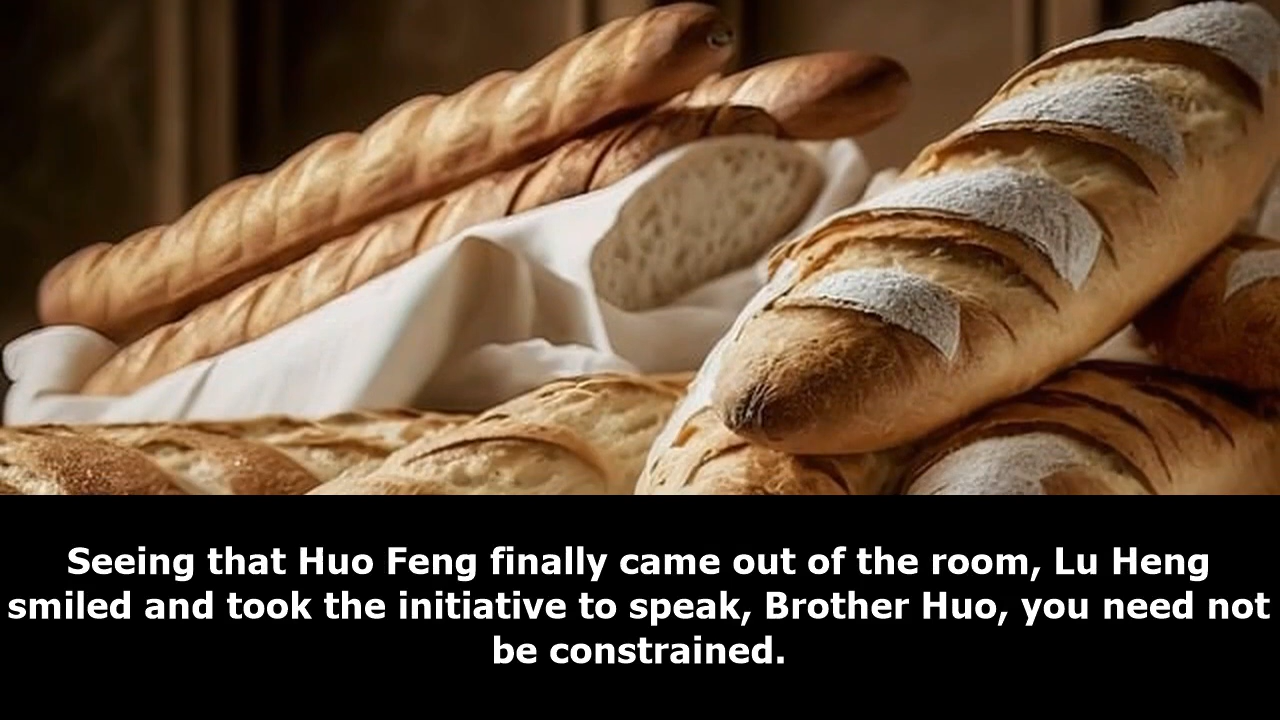 Seeing that Huo Feng finally came out of the room, Lu Heng
smiled and took the initiative to speak, Brother Huo, you need not
be constrained.